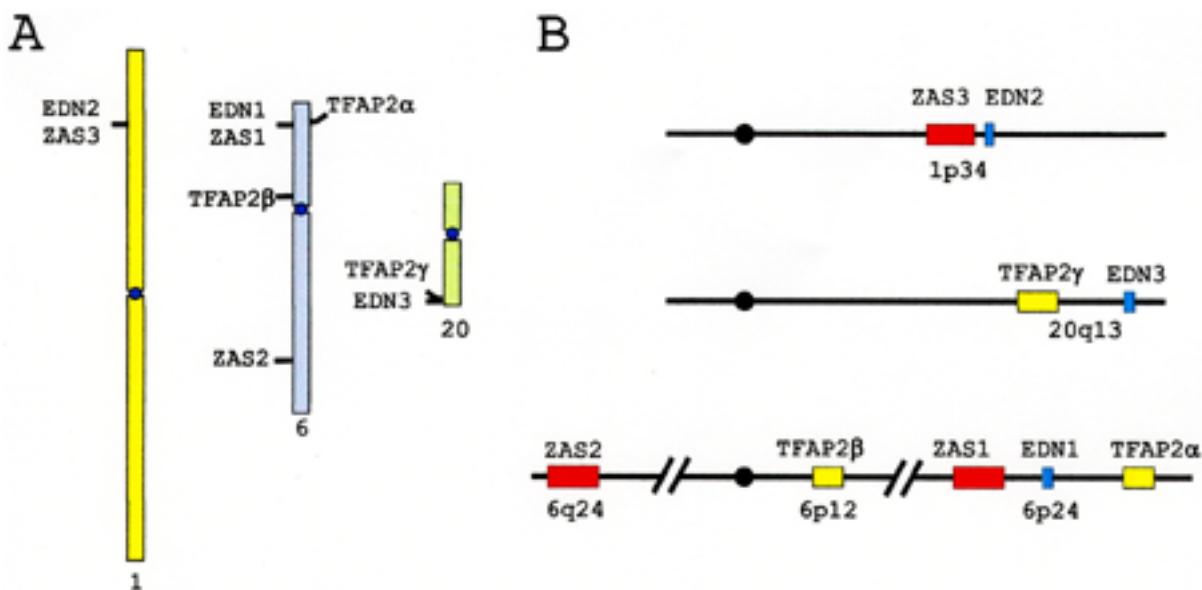 A
EDN2
ZAS3
1
EDN1
ZAS1
TFAP2α
TFAP2β
ZAS2
6
TFAP2γ
EDN3
20
B
ZAS3 EDN2
1p34
TFAP2γ EDN3
20q13
ZAS2 TFAP2β ZAS1 EDN1 TFAP2α
6q24 6p12 6p24